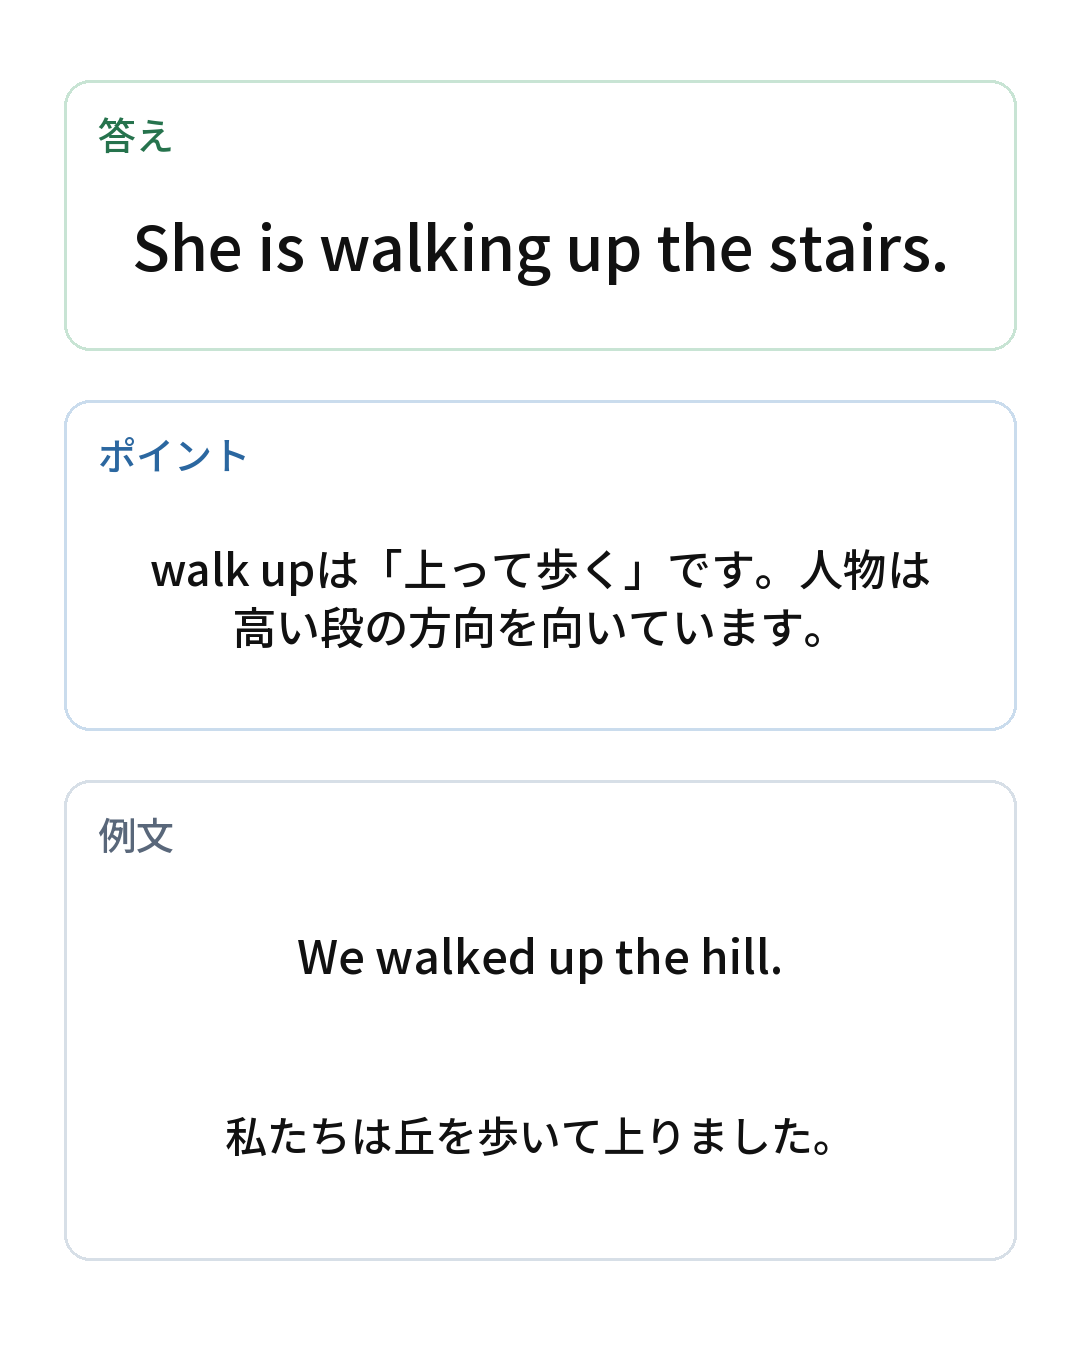 答え
She is walking up the stairs.
ポイント
walk upは「上って歩く」です。人物は
高い段の方向を向いています。
例文
We walked up the hill.
私たちは丘を歩いて上りました。